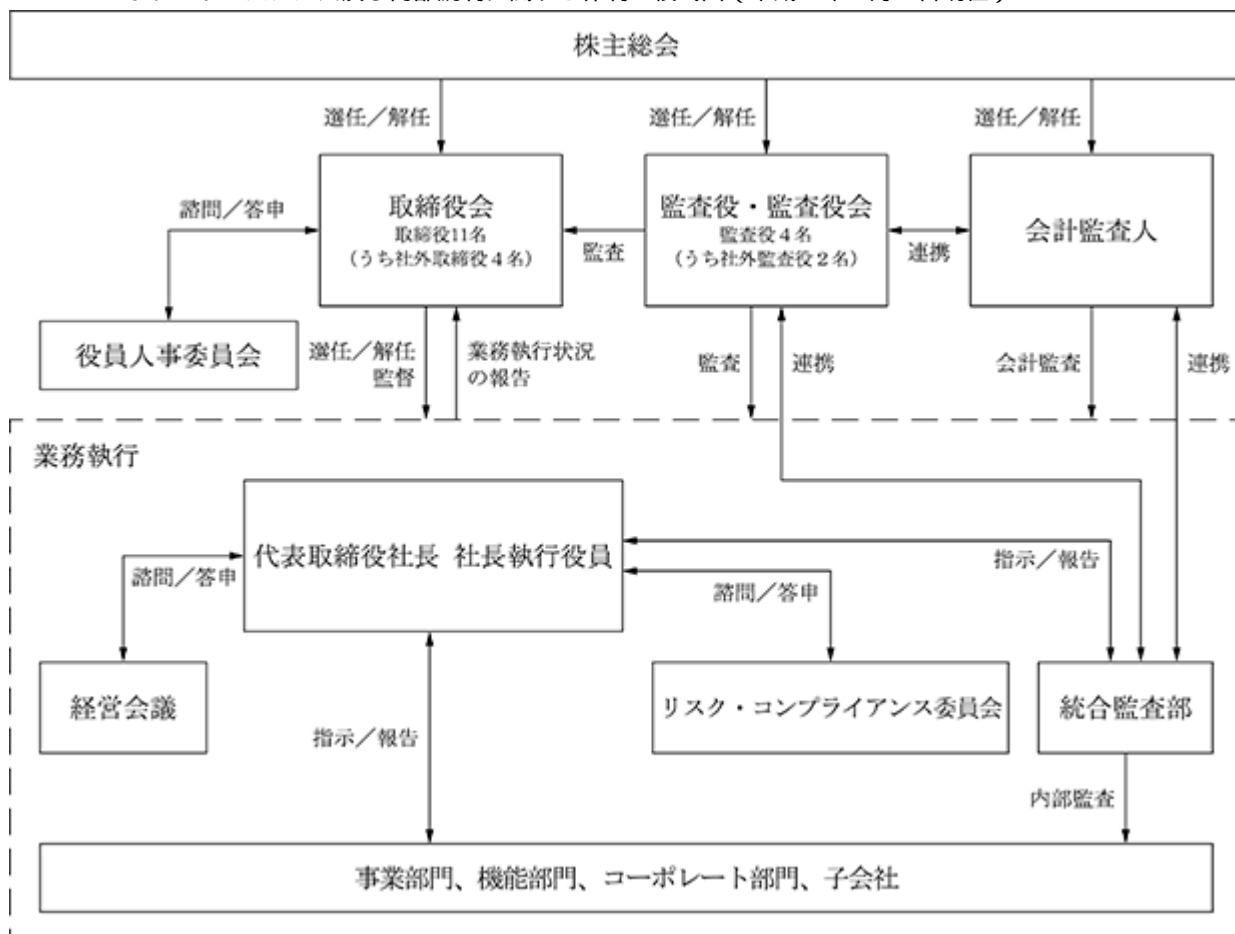 株主総会
選任／解任
選任／解任
選任／解任
取締役会
取締役11名
（うち社外取締役４名）
監査役・監査役会
監査役４名
（うち社外監査役２名）
会計監査人
諮問／答申
監査
連携
役員人事委員会
選任／解任
監督
業務執行状況
の報告
監査
連携
会計監査
連携
業務執行
代表取締役社長 社長執行役員
諮問／答申
指示／報告
諮問／答申
経営会議
リスク・コンプライアンス委員会
統合監査部
指示／報告
内部監査
事業部門、機能部門、コーポレート部門、子会社